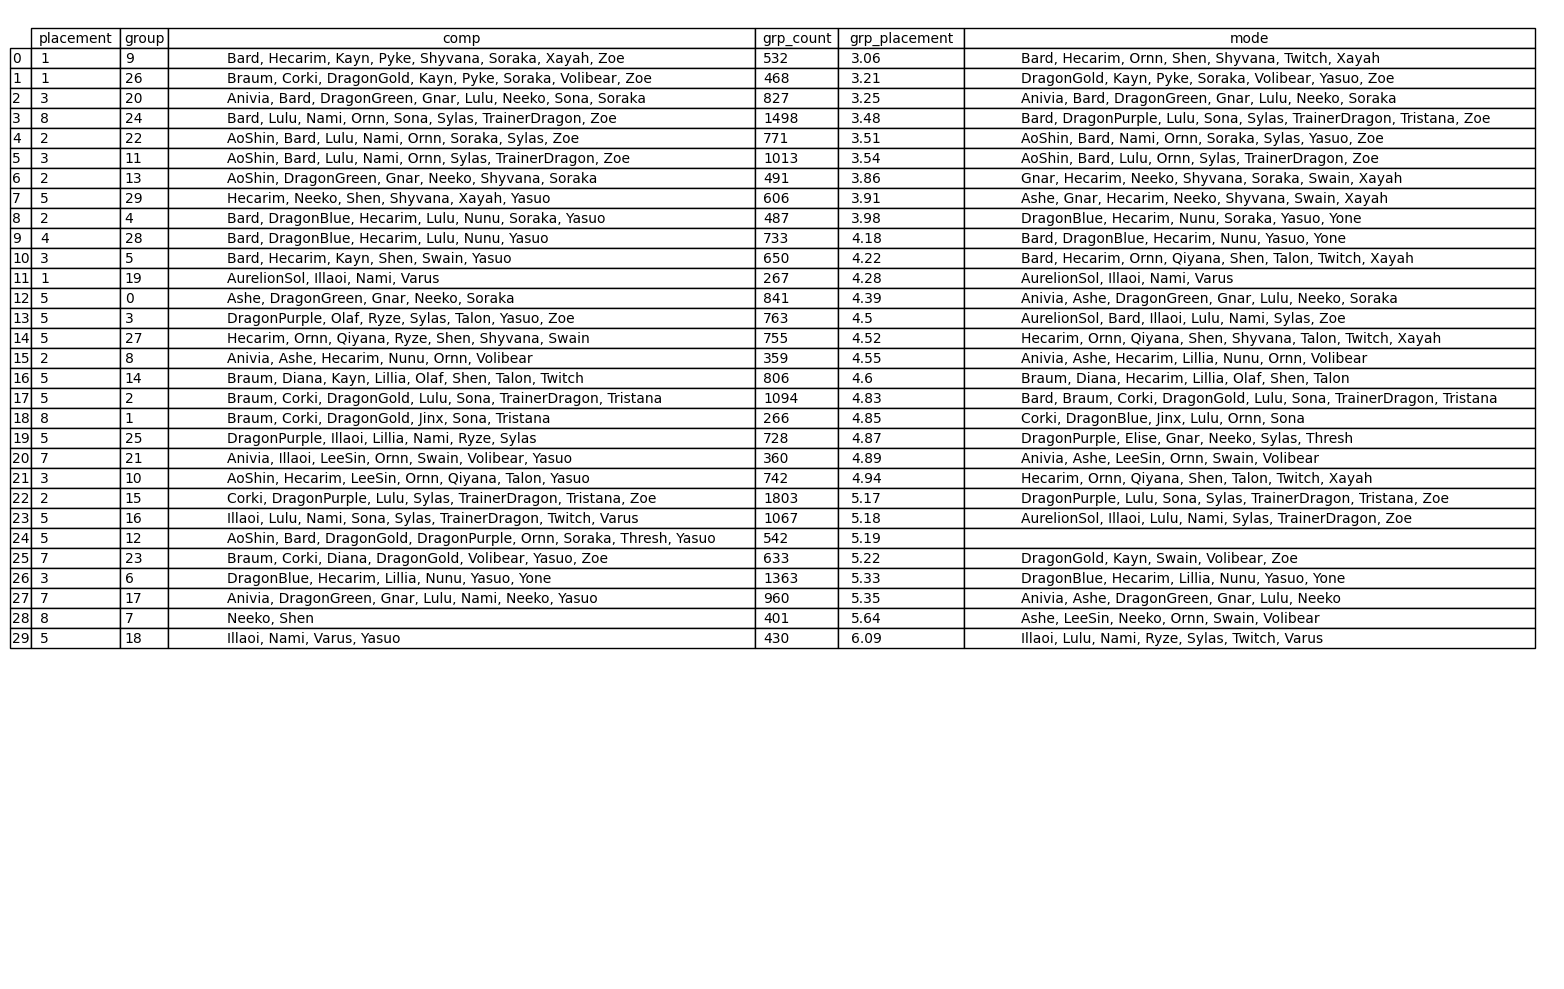 placement group comp grp_count grp_placement mode
0 1 9 Bard, Hecarim, Kayn, Pyke, Shyvana, Soraka, Xayah, Zoe 532 3.06 Bard, Hecarim, Ornn, Shen, Shyvana, Twitch, Xayah
1 1 26 Braum, Corki, DragonGold, Kayn, Pyke, Soraka, Volibear, Zoe 468 3.21 DragonGold, Kayn, Pyke, Soraka, Volibear, Yasuo, Zoe
2 3 20 Anivia, Bard, DragonGreen, Gnar, Lulu, Neeko, Sona, Soraka 827 3.25 Anivia, Bard, DragonGreen, Gnar, Lulu, Neeko, Soraka
3 8 24 Bard, Lulu, Nami, Ornn, Sona, Sylas, TrainerDragon, Zoe 1498 3.48 Bard, DragonPurple, Lulu, Sona, Sylas, TrainerDragon, Tristana, Zoe
4 2 22 AoShin, Bard, Lulu, Nami, Ornn, Soraka, Sylas, Zoe 771 3.51 AoShin, Bard, Nami, Ornn, Soraka, Sylas, Yasuo, Zoe
5 3 11 AoShin, Bard, Lulu, Nami, Ornn, Sylas, TrainerDragon, Zoe 1013 3.54 AoShin, Bard, Lulu, Ornn, Sylas, TrainerDragon, Zoe
6 2 13 AoShin, DragonGreen, Gnar, Neeko, Shyvana, Soraka 491 3.86 Gnar, Hecarim, Neeko, Shyvana, Soraka, Swain, Xayah
7 5 29 Hecarim, Neeko, Shen, Shyvana, Xayah, Yasuo 606 3.91 Ashe, Gnar, Hecarim, Neeko, Shyvana, Swain, Xayah
8 2 4 Bard, DragonBlue, Hecarim, Lulu, Nunu, Soraka, Yasuo 487 3.98 DragonBlue, Hecarim, Nunu, Soraka, Yasuo, Yone
9 4 28 Bard, DragonBlue, Hecarim, Lulu, Nunu, Yasuo 733 4.18 Bard, DragonBlue, Hecarim, Nunu, Yasuo, Yone
10 3 5 Bard, Hecarim, Kayn, Shen, Swain, Yasuo 650 4.22 Bard, Hecarim, Ornn, Qiyana, Shen, Talon, Twitch, Xayah
11 1 19 AurelionSol, Illaoi, Nami, Varus 267 4.28 AurelionSol, Illaoi, Nami, Varus
12 5 0 Ashe, DragonGreen, Gnar, Neeko, Soraka 841 4.39 Anivia, Ashe, DragonGreen, Gnar, Lulu, Neeko, Soraka
13 5 3 DragonPurple, Olaf, Ryze, Sylas, Talon, Yasuo, Zoe 763 4.5 AurelionSol, Bard, Illaoi, Lulu, Nami, Sylas, Zoe
14 5 27 Hecarim, Ornn, Qiyana, Ryze, Shen, Shyvana, Swain 755 4.52 Hecarim, Ornn, Qiyana, Shen, Shyvana, Talon, Twitch, Xayah
15 2 8 Anivia, Ashe, Hecarim, Nunu, Ornn, Volibear 359 4.55 Anivia, Ashe, Hecarim, Lillia, Nunu, Ornn, Volibear
16 5 14 Braum, Diana, Kayn, Lillia, Olaf, Shen, Talon, Twitch 806 4.6 Braum, Diana, Hecarim, Lillia, Olaf, Shen, Talon
17 5 2 Braum, Corki, DragonGold, Lulu, Sona, TrainerDragon, Tristana 1094 4.83 Bard, Braum, Corki, DragonGold, Lulu, Sona, TrainerDragon, Tristana
18 8 1 Braum, Corki, DragonGold, Jinx, Sona, Tristana 266 4.85 Corki, DragonBlue, Jinx, Lulu, Ornn, Sona
19 5 25 DragonPurple, Illaoi, Lillia, Nami, Ryze, Sylas 728 4.87 DragonPurple, Elise, Gnar, Neeko, Sylas, Thresh
20 7 21 Anivia, Illaoi, LeeSin, Ornn, Swain, Volibear, Yasuo 360 4.89 Anivia, Ashe, LeeSin, Ornn, Swain, Volibear
21 3 10 AoShin, Hecarim, LeeSin, Ornn, Qiyana, Talon, Yasuo 742 4.94 Hecarim, Ornn, Qiyana, Shen, Talon, Twitch, Xayah
22 2 15 Corki, DragonPurple, Lulu, Sylas, TrainerDragon, Tristana, Zoe 1803 5.17 DragonPurple, Lulu, Sona, Sylas, TrainerDragon, Tristana, Zoe
23 5 16 Illaoi, Lulu, Nami, Sona, Sylas, TrainerDragon, Twitch, Varus 1067 5.18 AurelionSol, Illaoi, Lulu, Nami, Sylas, TrainerDragon, Zoe
24 5 12 AoShin, Bard, DragonGold, DragonPurple, Ornn, Soraka, Thresh, Yasuo 542 5.19
25 7 23 Braum, Corki, Diana, DragonGold, Volibear, Yasuo, Zoe 633 5.22 DragonGold, Kayn, Swain, Volibear, Zoe
26 3 6 DragonBlue, Hecarim, Lillia, Nunu, Yasuo, Yone 1363 5.33 DragonBlue, Hecarim, Lillia, Nunu, Yasuo, Yone
27 7 17 Anivia, DragonGreen, Gnar, Lulu, Nami, Neeko, Yasuo 960 5.35 Anivia, Ashe, DragonGreen, Gnar, Lulu, Neeko
28 8 7 Neeko, Shen 401 5.64 Ashe, LeeSin, Neeko, Ornn, Swain, Volibear
29 5 18 Illaoi, Nami, Varus, Yasuo 430 6.09 Illaoi, Lulu, Nami, Ryze, Sylas, Twitch, Varus